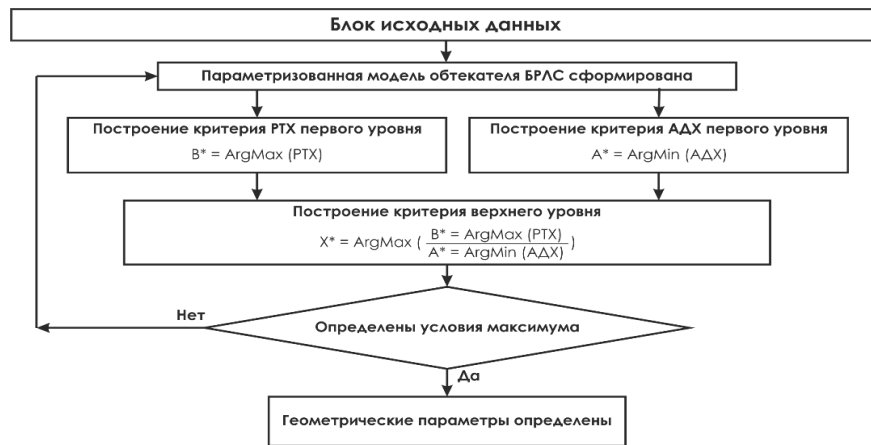 Блок исходных данных
Параметризованная модель обтекателя БРЛС сформирована
Построение критерия РТХ первого уровня
B* = ArgMax (РТХ)
Построение критерия АДХ первого уровня
A* = ArgMin (АДХ)
Построение критерия верхнего уровня
X* = ArgMax ( B* = ArgMax (РТХ) / A* = ArgMin (АДХ) )
Нет
Определены условия максимума
Да
Геометрические параметры определены